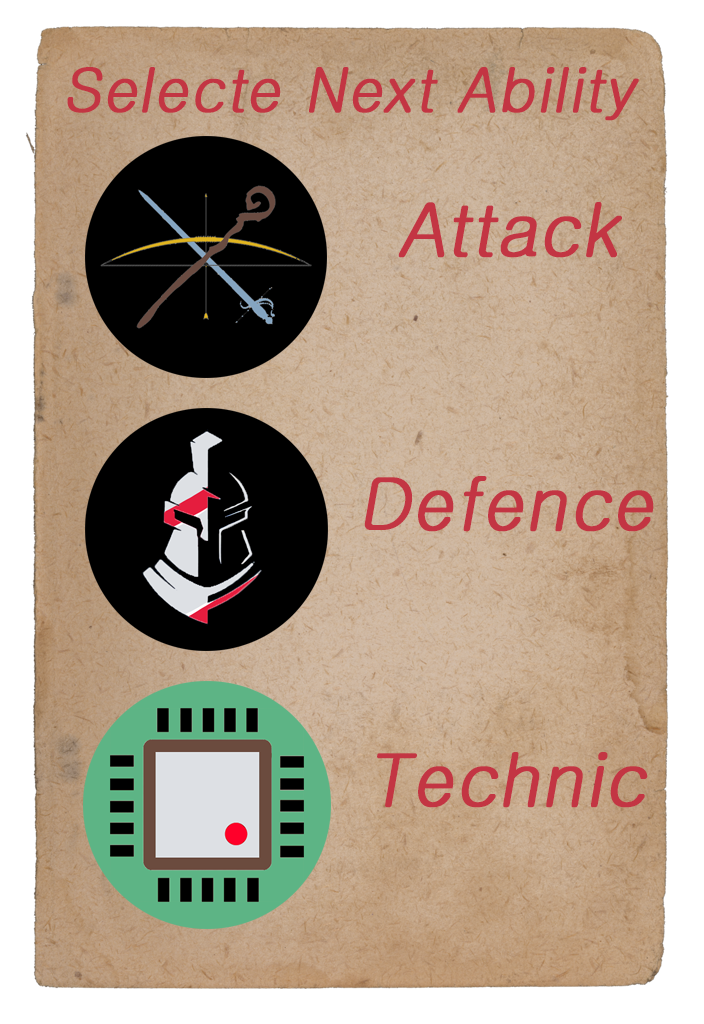 Selecte Next Ability
Attack
Defence
Technic